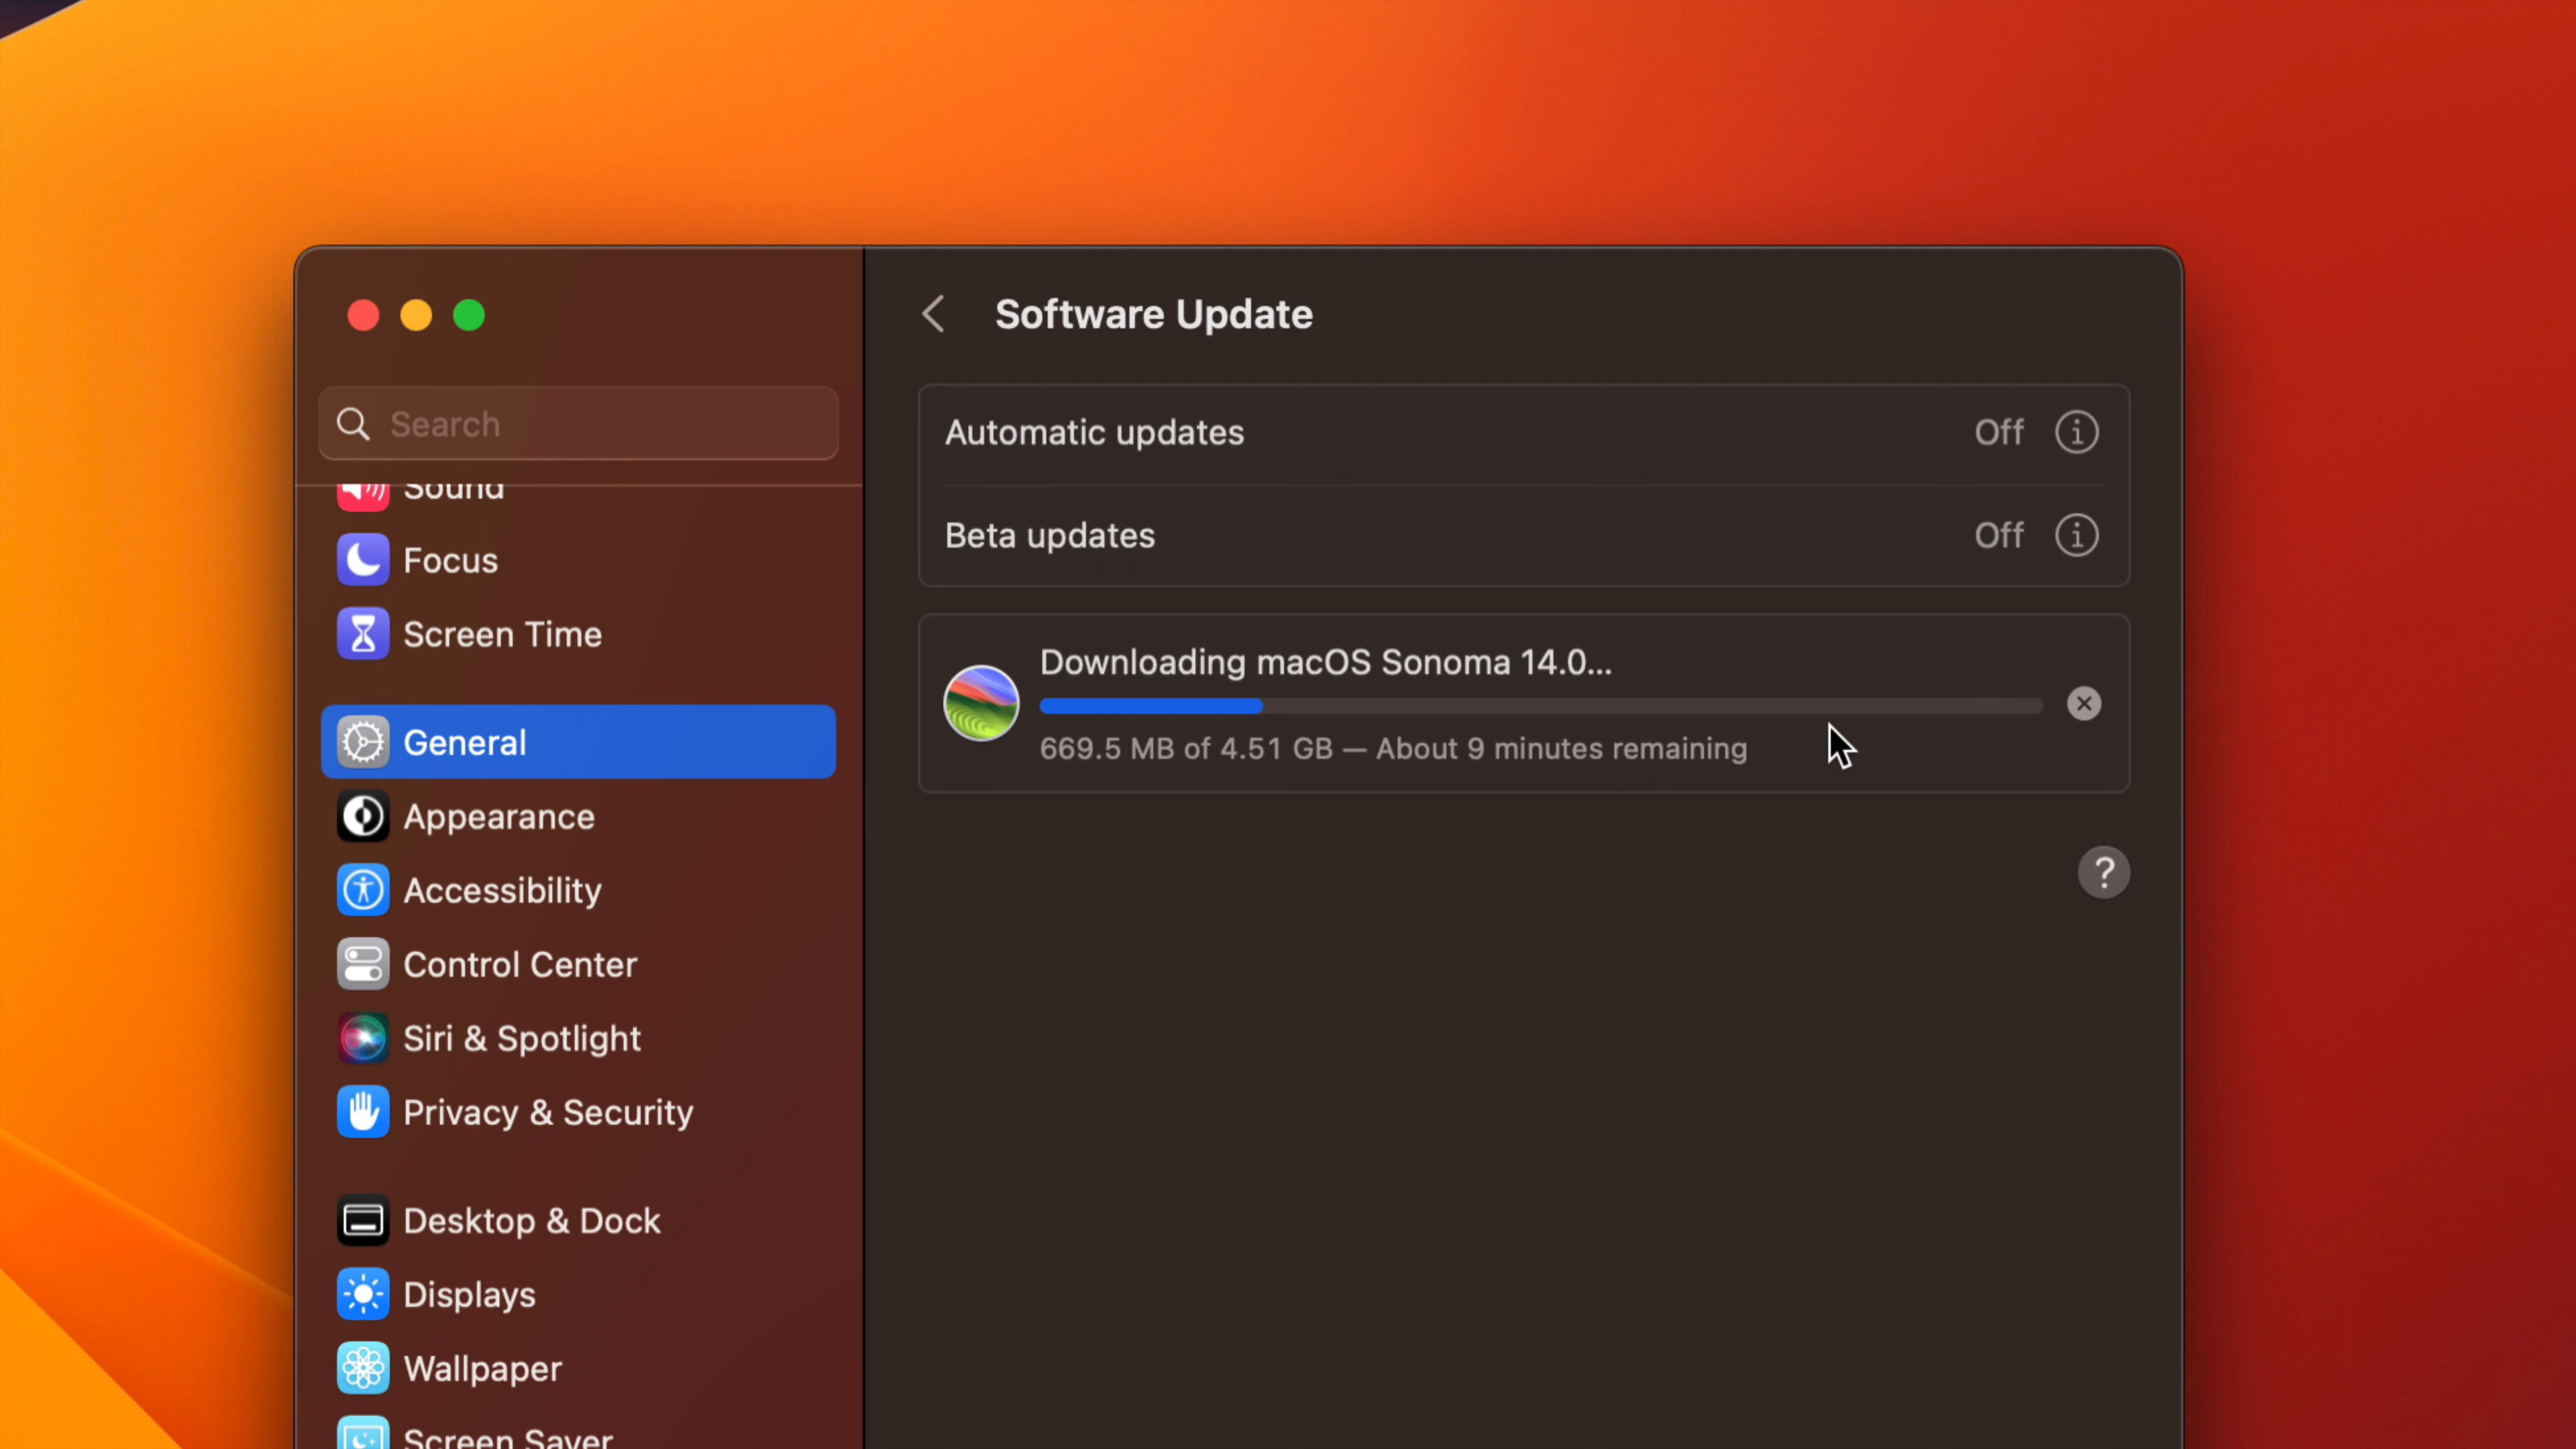 Software Update
Search
Sound
Focus
Screen Time
General
Appearance
Accessibility
Control Center
Siri & Spotlight
Privacy & Security
Desktop & Dock
Displays
Wallpaper
Screen Saver
Automatic updates Off
Beta updates Off
Downloading macOS Sonoma 14.0...
669.5 MB of 4.51 GB — About 9 minutes remaining
?